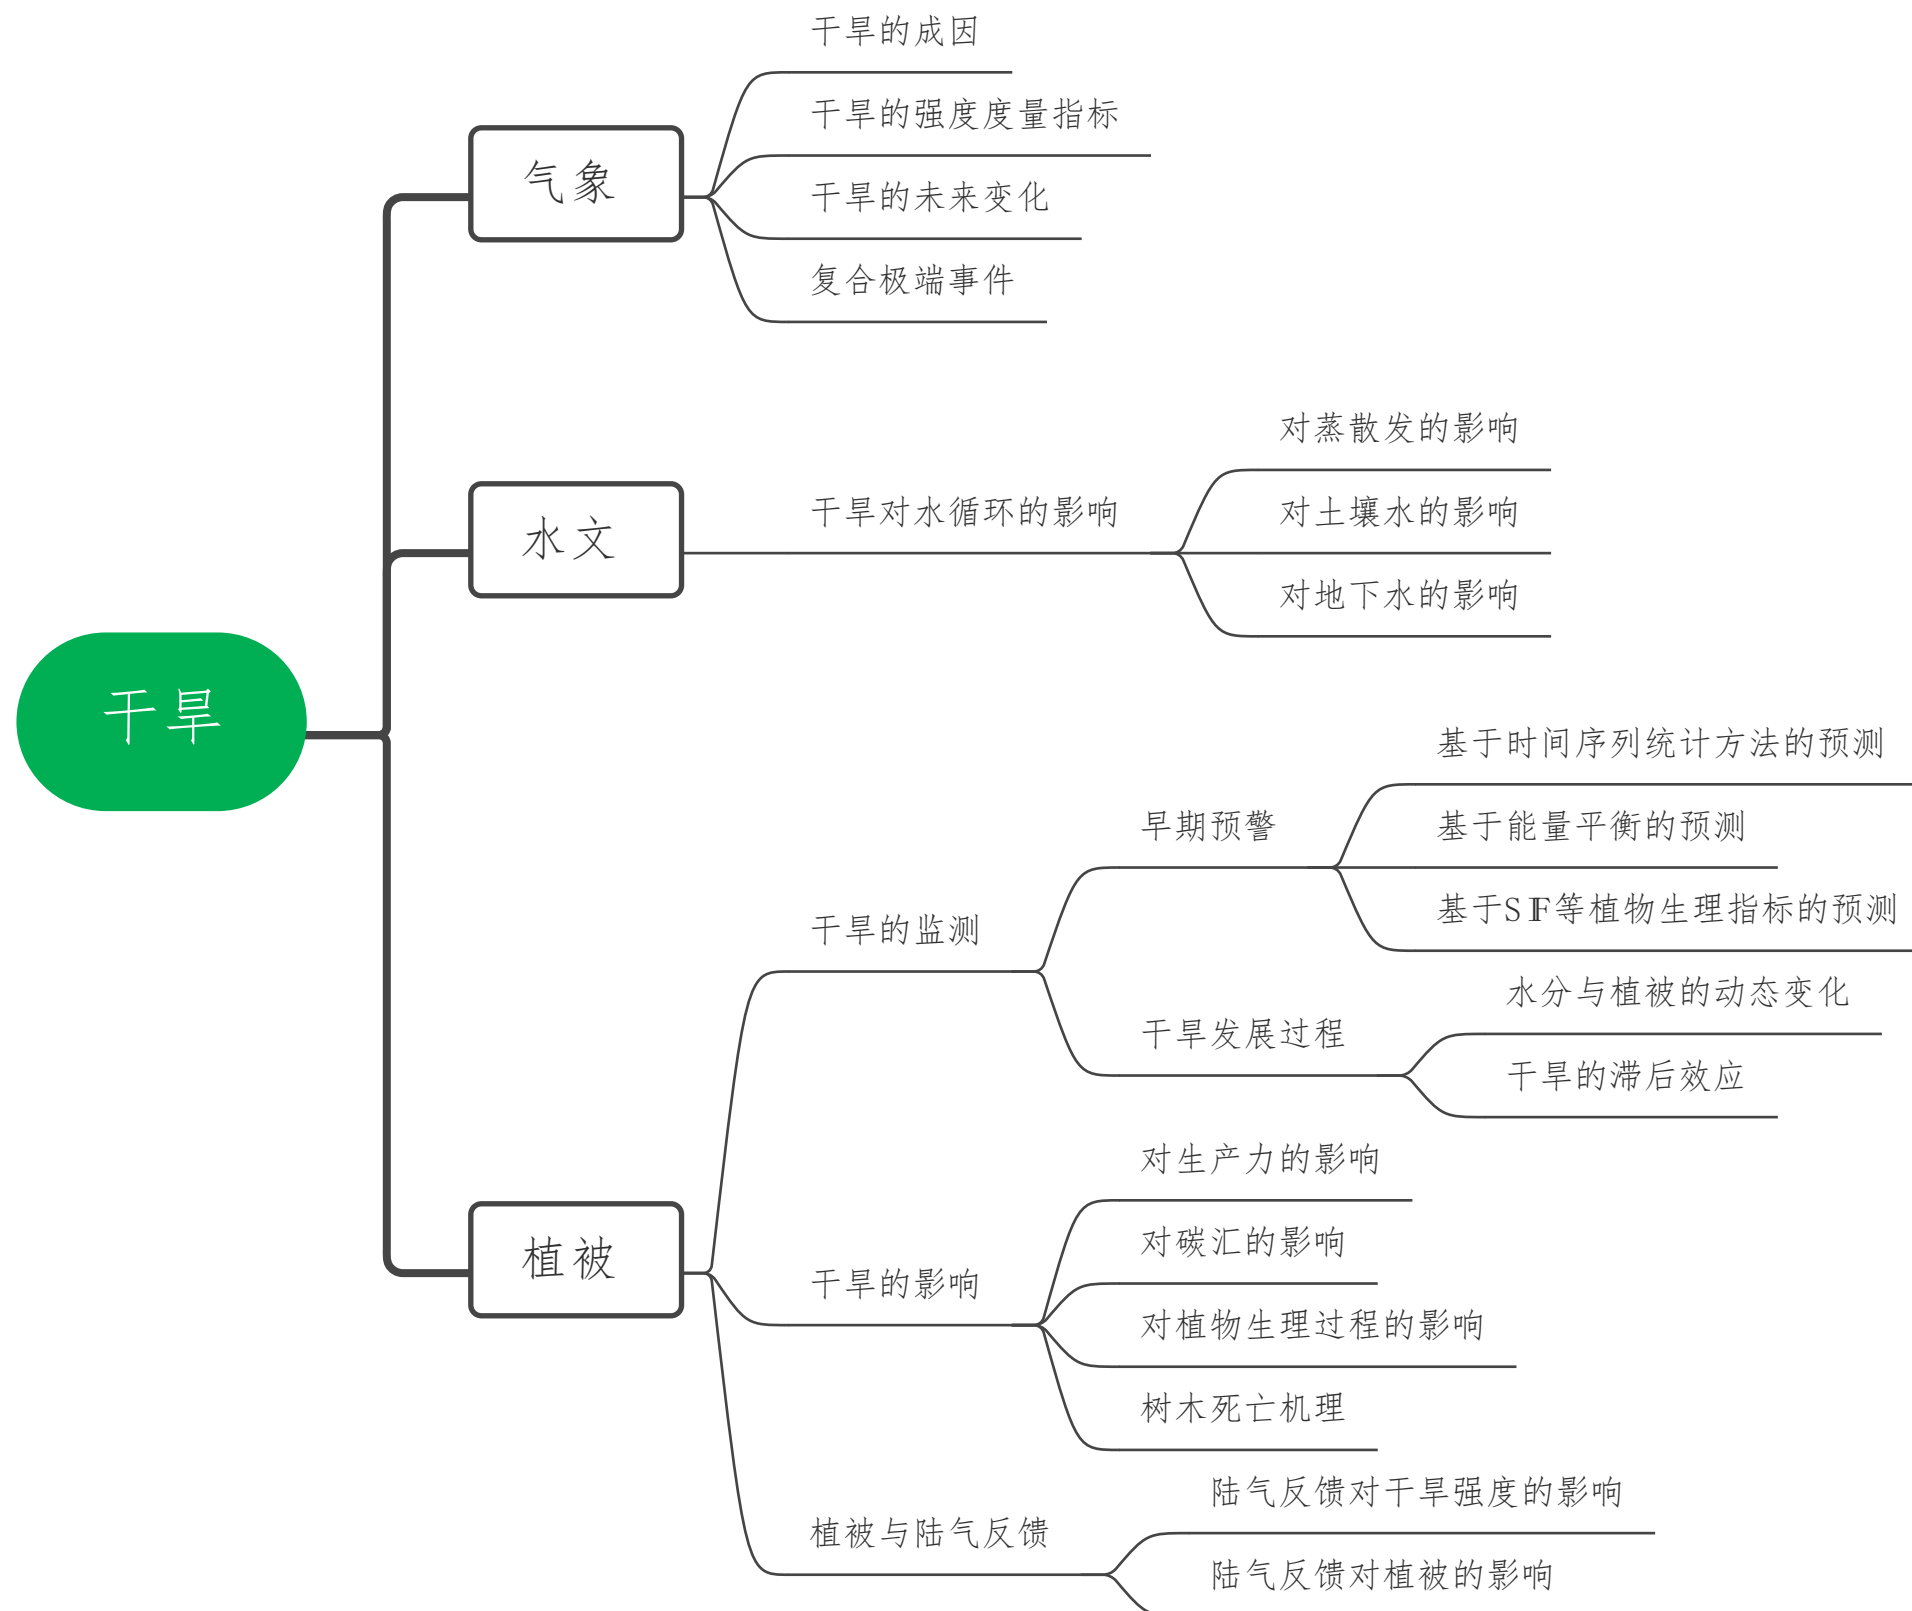 干旱
气象
干旱的成因
干旱的强度度量指标
干旱的未来变化
复合极端事件
水文
干旱对水循环的影响
对蒸散发的影响
对土壤水的影响
对地下水的影响
植被
干旱的监测
早期预警
基于时间序列统计方法的预测
基于能量平衡的预测
基于SIF等植物生理指标的预测
干旱发展过程
水分与植被的动态变化
干旱的滞后效应
干旱的影响
对生产力的影响
对碳汇的影响
对植物生理过程的影响
树木死亡机理
植被与陆气反馈
陆气反馈对干旱强度的影响
陆气反馈对植被的影响